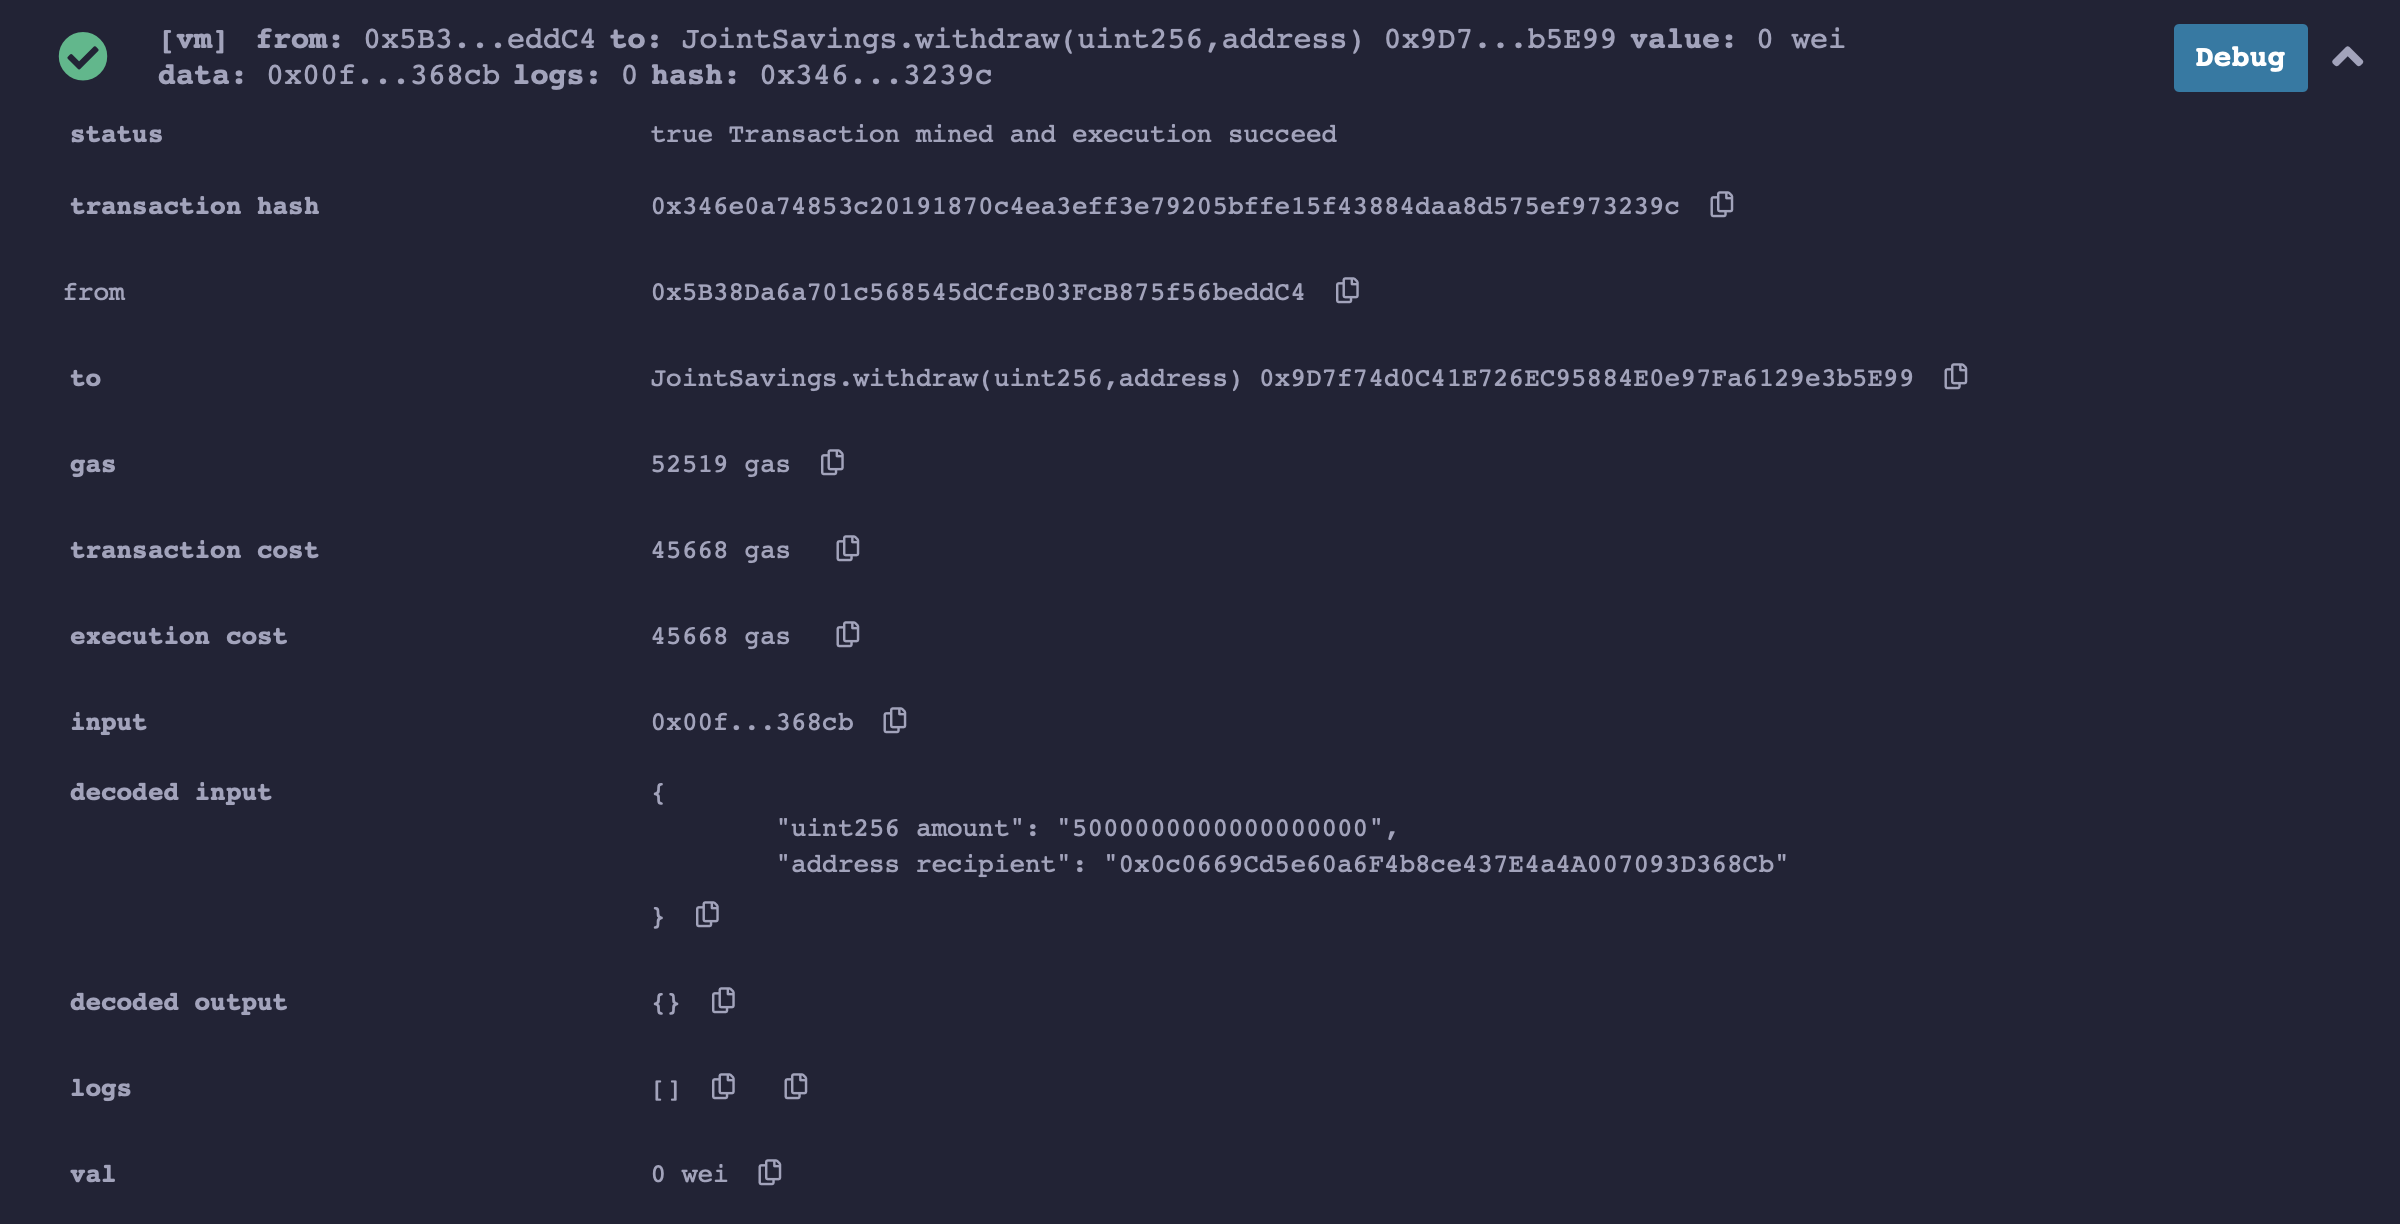 [vm] from: 0x5B3...eddC4 to: JointSavings.withdraw(uint256,address) 0x9D7...b5E99 value: 0 wei
data: 0x00f...368cb logs: 0 hash: 0x346...3239c
Debug
status true Transaction mined and execution succeed
transaction hash 0x346e0a74853c20191870c4ea3eff3e79205bffe15f43884daa8d575ef973239c
from 0x5B38Da6a701c568545dCfcB03FcB875f56beddC4
to JointSavings.withdraw(uint256,address) 0x9D7f74d0C41E726EC95884E0e97Fa6129e3b5E99
gas 52519 gas
transaction cost 45668 gas
execution cost 45668 gas
input 0x00f...368cb
decoded input {
"uint256 amount": "5000000000000000000",
"address recipient": "0x0c0669Cd5e60a6F4b8ce437E4a4A007093D368Cb"
}
decoded output {}
logs []
val 0 wei